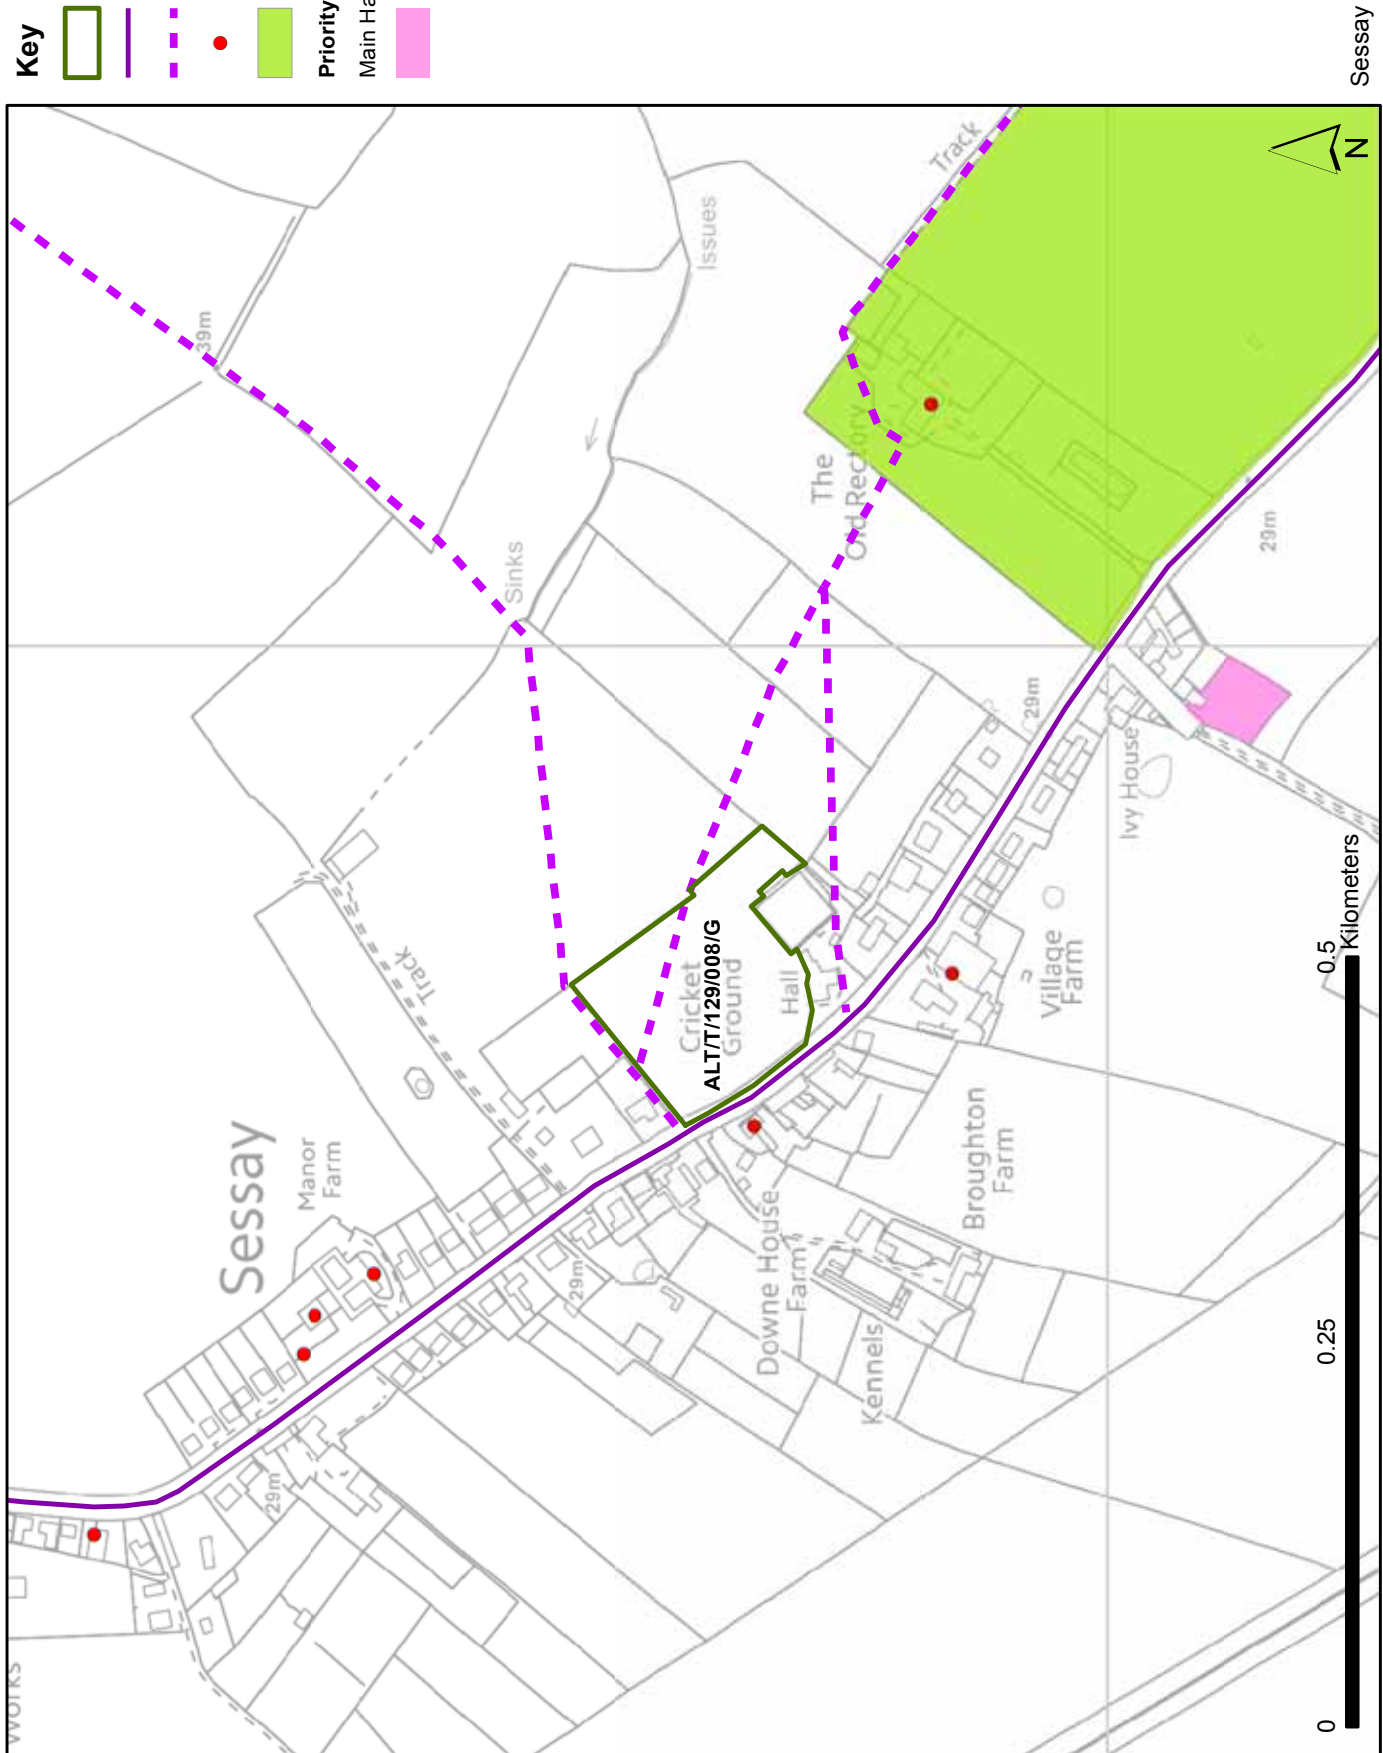 Key
Priority
Main Ha
Sessay
Works
29m
Sessay
Manor
Farm
Track
39m
Sinks
Issues
Track
The
Old Rectory
29m
Cricket
Ground
ALT/T/129/008/G
Hall
29m
Downe House
Farm
Kennels
Broughton
Farm
Village
Farm
Ivy House
29m
N
0
0.25
0.5
Kilometers